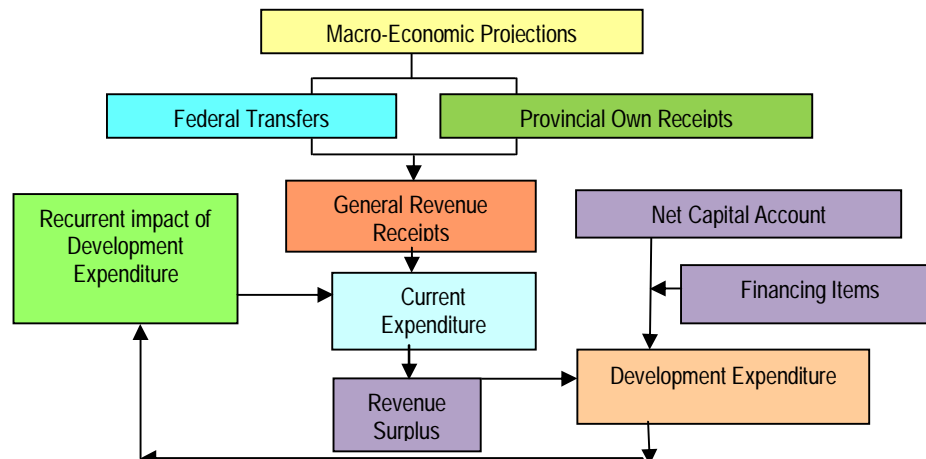 Macro-Economic Projections
Federal Transfers
Provincial Own Receipts
General Revenue
Receipts
Recurrent impact of
Development
Expenditure
Net Capital Account
Financing Items
Current
Expenditure
Development Expenditure
Revenue
Surplus